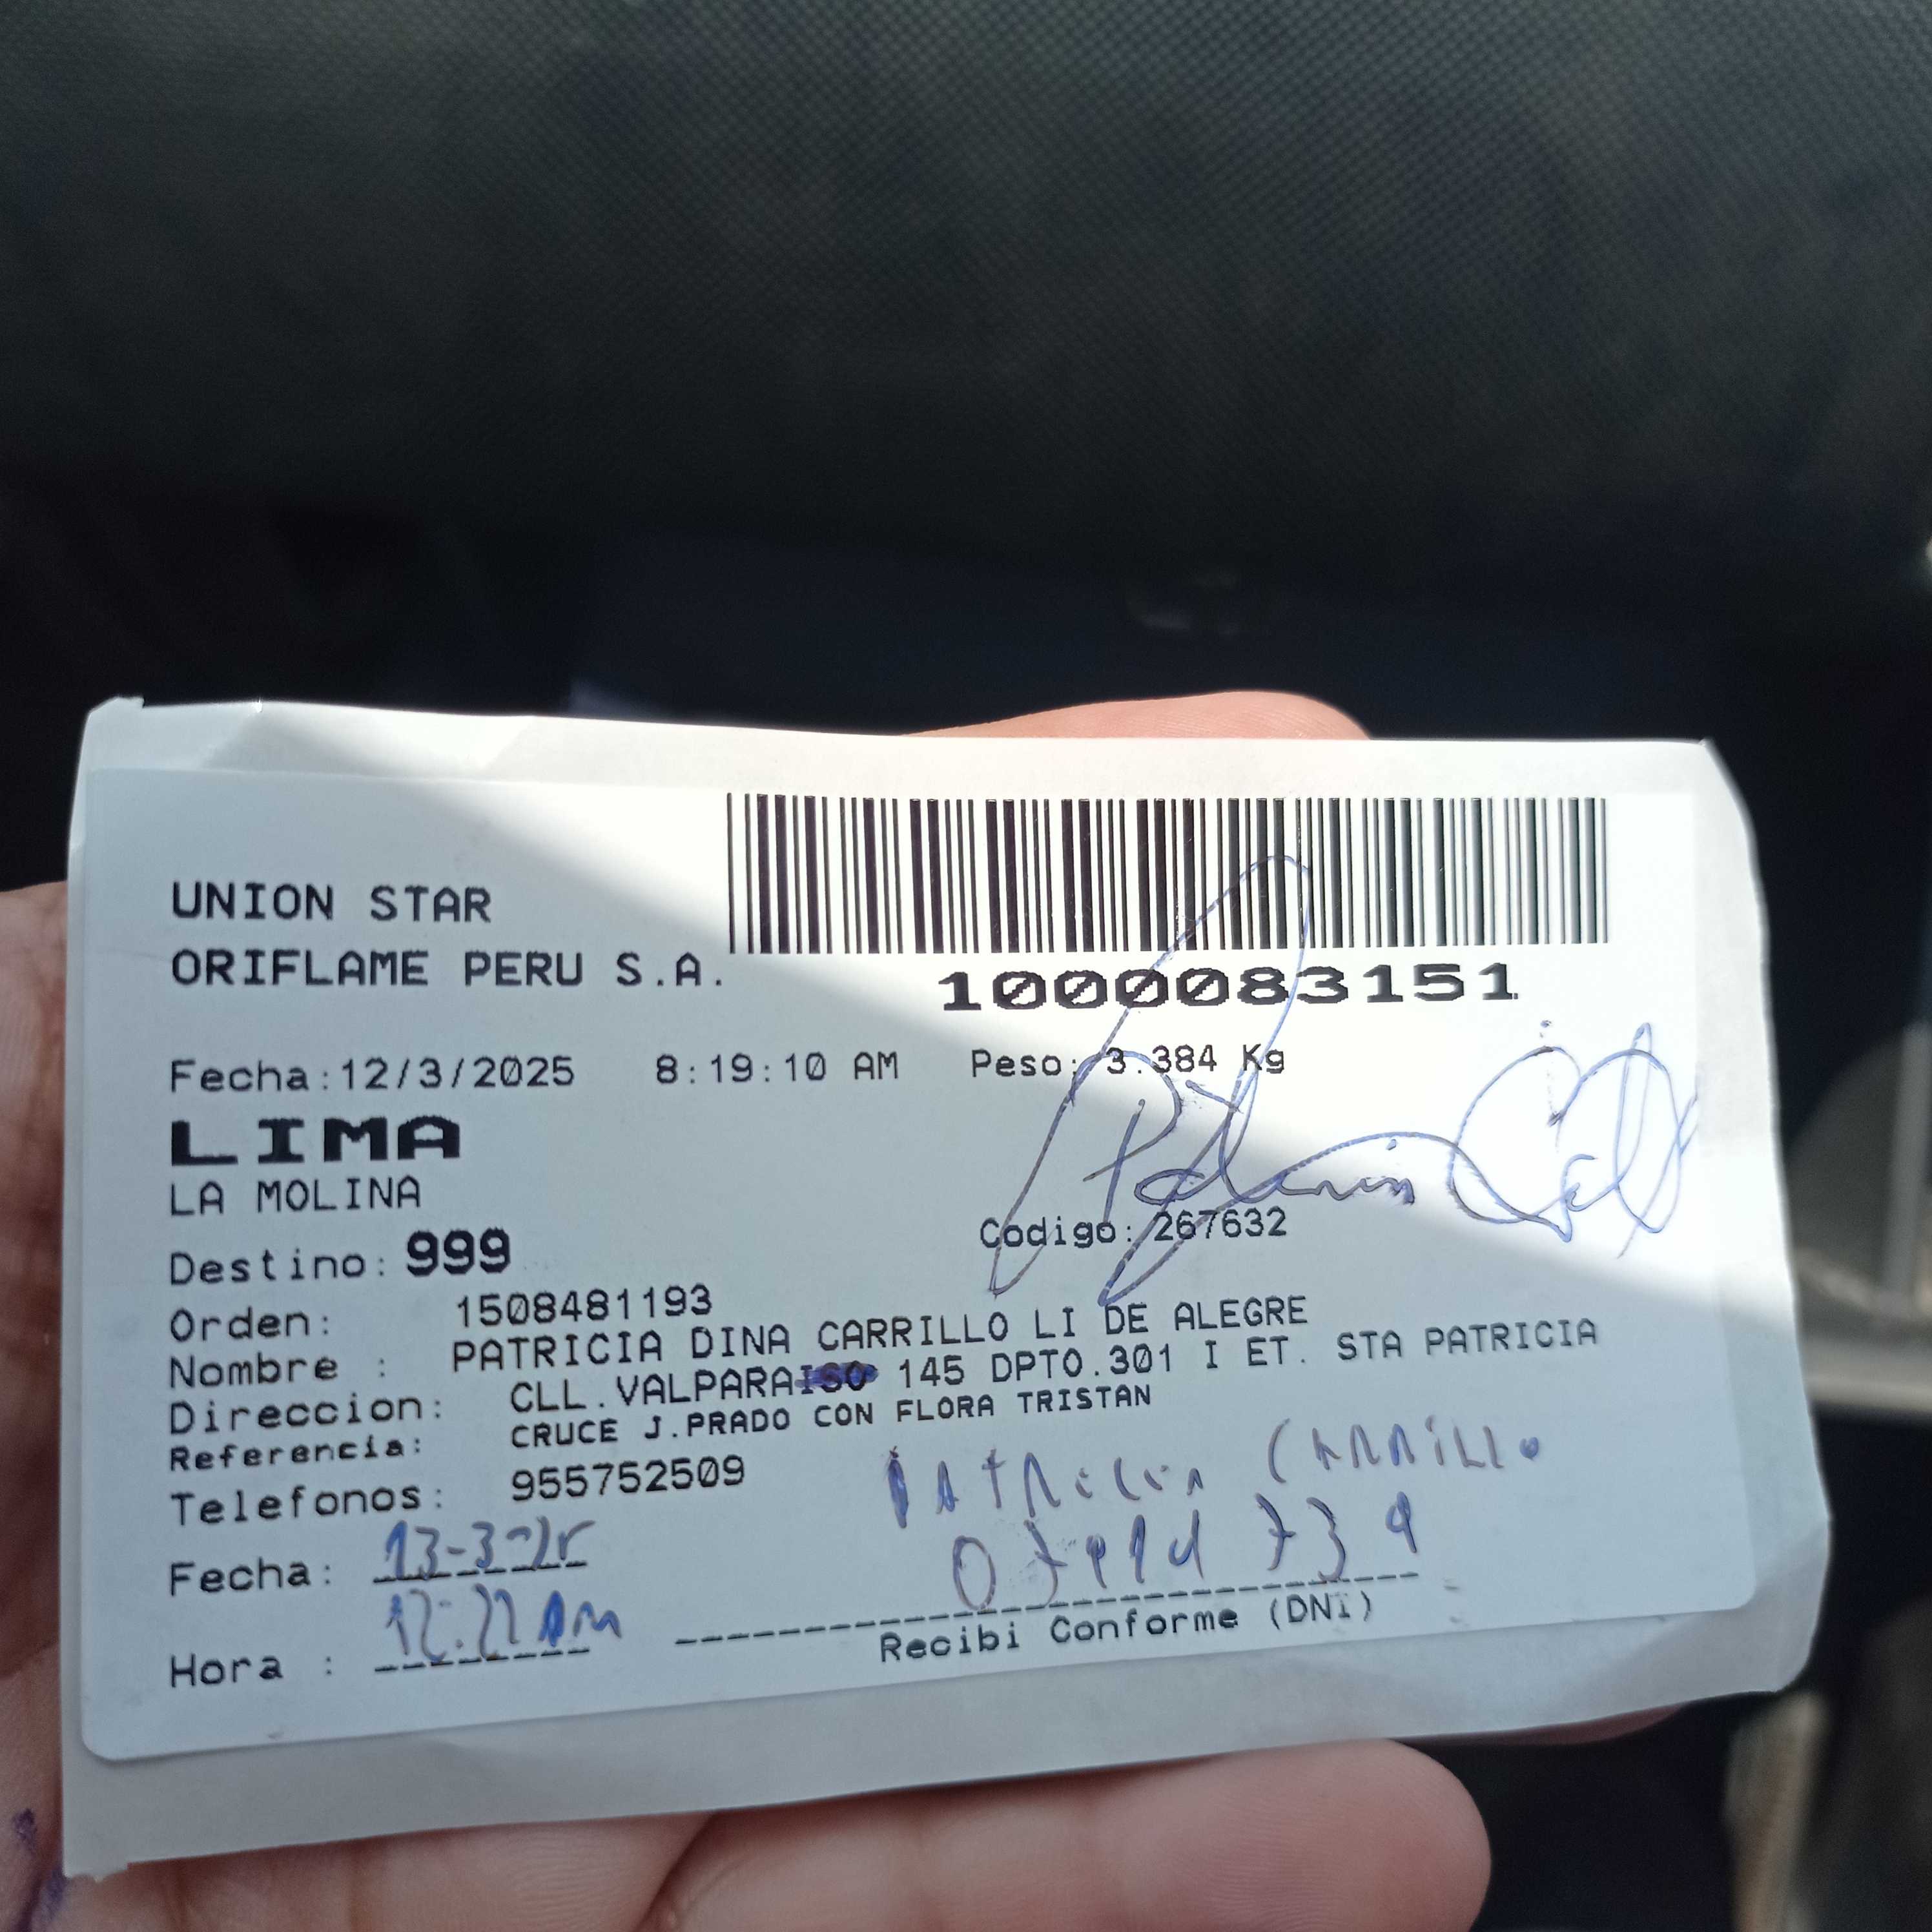 UNION STAR
ORIFLAME PERU S.A.
1000083151
Fecha:12/3/2025 8:19:10 AM Peso: 3.384 Kg
LIMA
LA MOLINA
Codigo: 267632
Destino: 999
Orden: 1508481193
Nombre : PATRICIA DINA CARRILLO LI DE ALEGRE
Direccion: CLL.VALPARAISO 145 DPTO.301 I ET. STA PATRICIA
Referencia: CRUCE J.PRADO CON FLORA TRISTAN
Telefonos: 955752509
PATRICIA CARRILLO
Fecha: 13-3-25
Hora : 12:22 Am
Recibi Conforme (DNi)